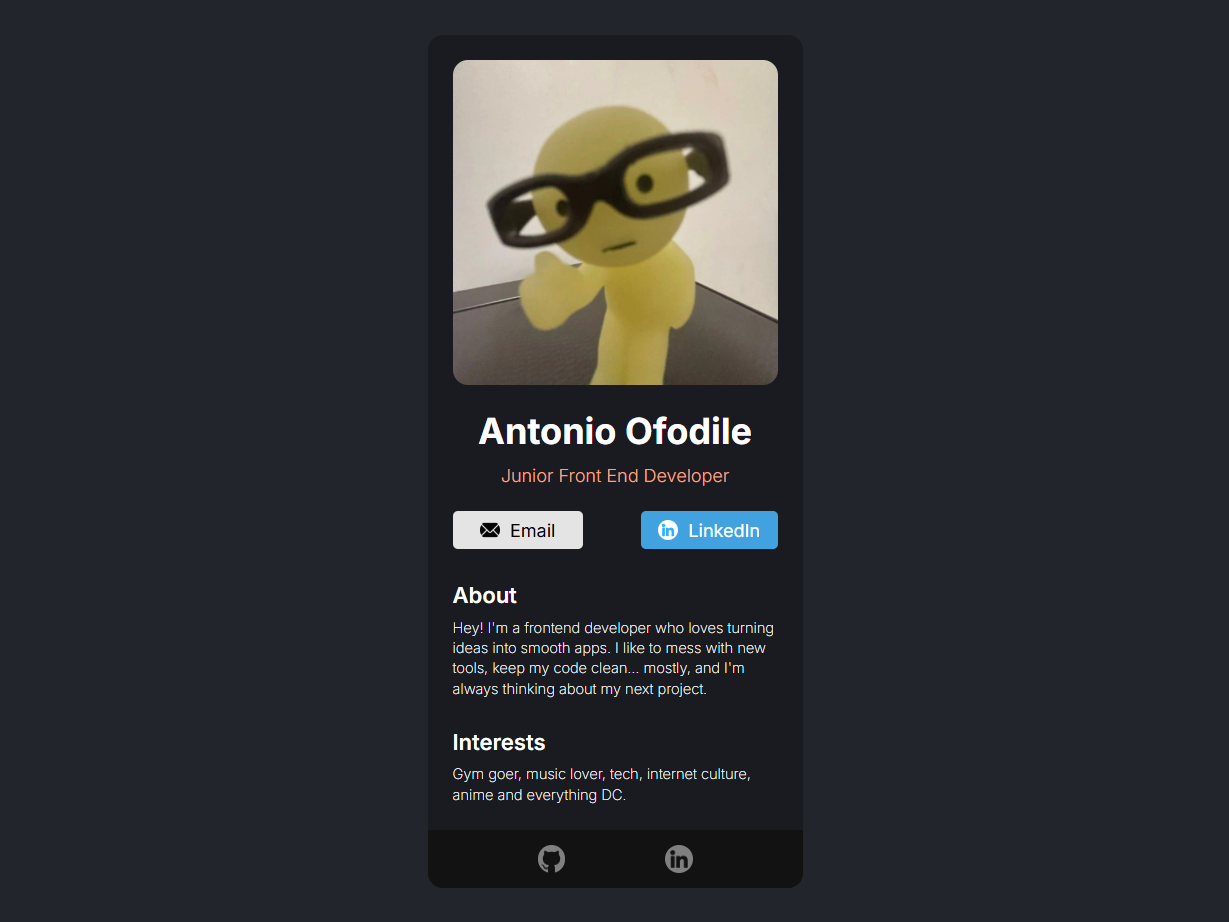 Antonio Ofodile
Junior Front End Developer
Email
in LinkedIn
About
Hey! I'm a frontend developer who loves turning
ideas into smooth apps. I like to mess with new
tools, keep my code clean... mostly, and I'm
always thinking about my next project.
Interests
Gym goer, music lover, tech, internet culture,
anime and everything DC.
in